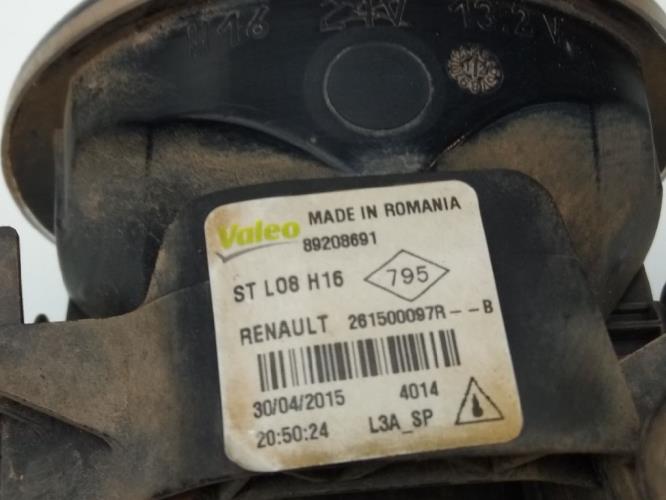 H16 24V 13.2V
Valeo MADE IN ROMANIA
89208691
ST L08 H16 795
RENAULT 261500097R--B
30/04/2015 4014
20:50:24 L3A_SP